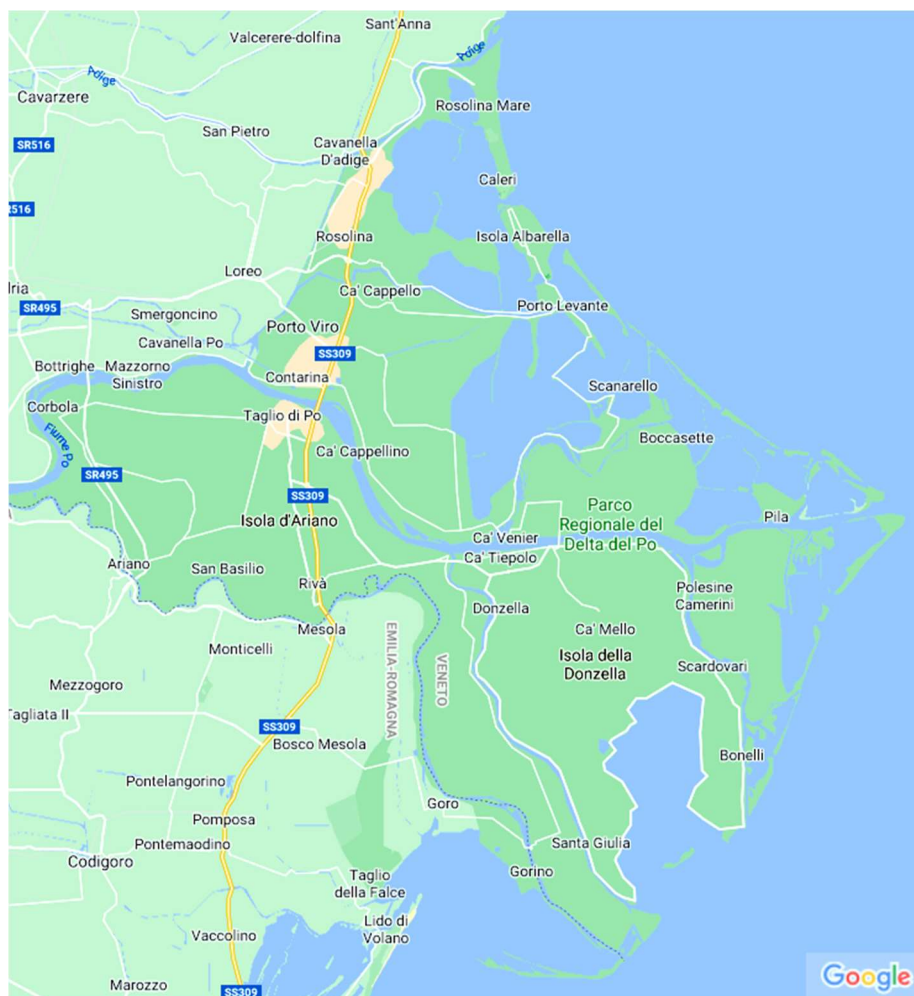 Sant'Anna
Valcerere-dolfina
Adige
Adige
Cavarzere
Rosolina Mare
San Pietro
SR516
Cavanella
D'adige
Caleri
516
Rosolina
Isola Albarella
Loreo
dria
Ca' Cappello
SR495
Porto Levante
Smergoncino
Porto Viro
Cavanella Po
SS309
Bottrighe
Mazzorno
Sinistro
Contarina
Scanarello
Corbola
Taglio di Po
Fiume Po
Boccasette
Ca' Cappellino
SR495
SS309
Parco
Regionale del
Delta del Po
Isola d'Ariano
Pila
Ca' Venier
Ca' Tiepolo
Ariano
San Basilio
Rivà
Polesine
Camerini
Donzella
Mesola
Ca' Mello
Monticelli
EMILIA-ROMAGNA
VENETO
Isola della
Donzella
Scardovari
Mezzogoro
Tagliata II
SS309
Bosco Mesola
Bonelli
Pontelangorino
Goro
Pomposa
Pontemaodino
Santa Giulia
Codigoro
Taglio
della Falce
Gorino
Lido di
Volano
Vaccolino
Marozzo
SS309
Google